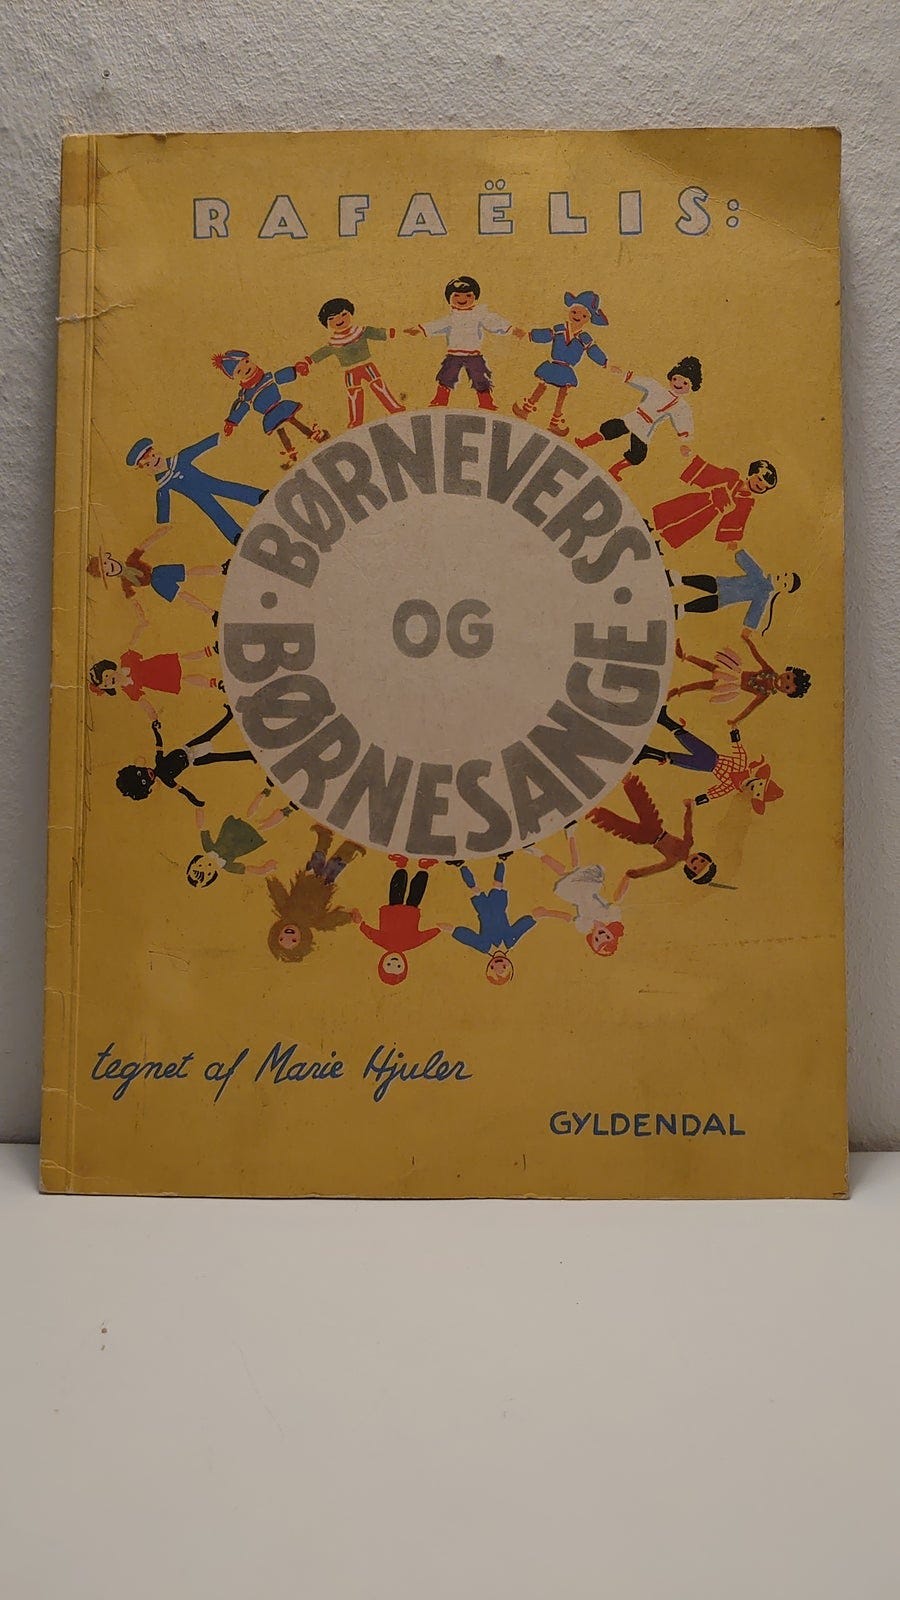 RAFAËLIS:
BØRNEVERS
OG
· BØRNESANGE ·
tegnet af Marie Hjuler
GYLDENDAL